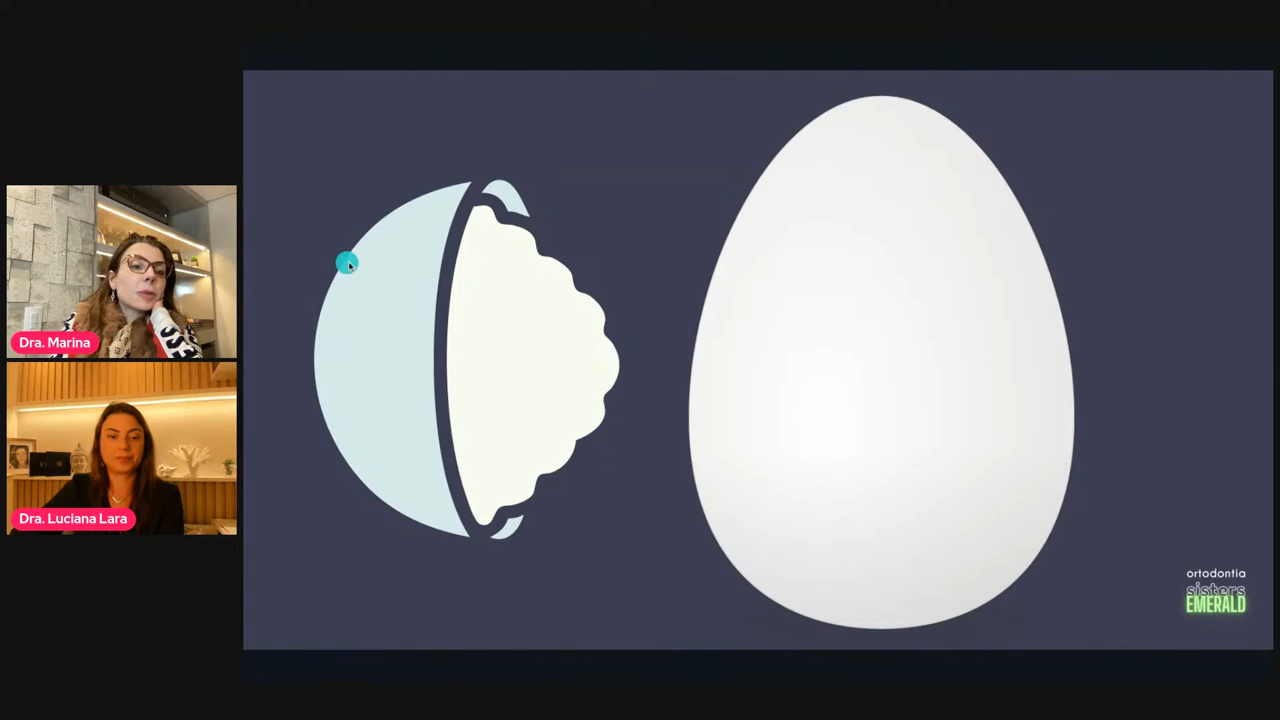 Dra. Marina
Dra. Luciana Lara
ortodontia
sisters
EMERALD